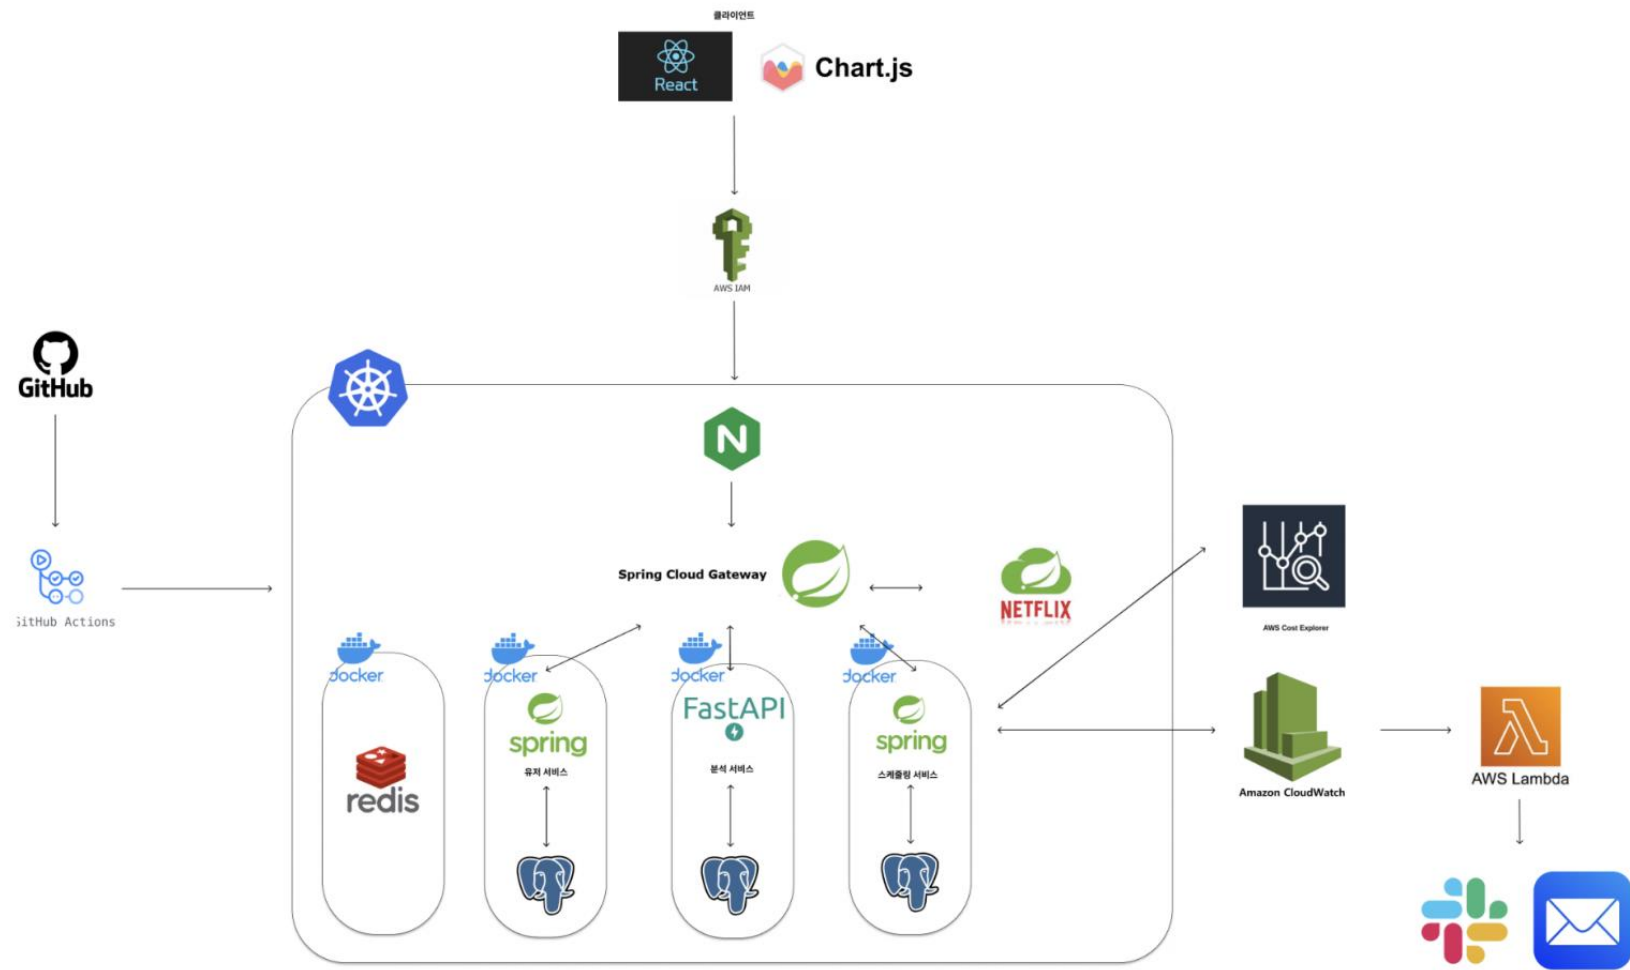 클라이언트
React
Chart.js
AWS IAM
GitHub
N
Spring Cloud Gateway
NETFLIX
AWS Cost Explorer
GitHub Actions
docker
docker
docker
docker
redis
spring
유저 서비스
FastAPI
분석 서비스
spring
스케줄링 서비스
Amazon CloudWatch
AWS Lambda